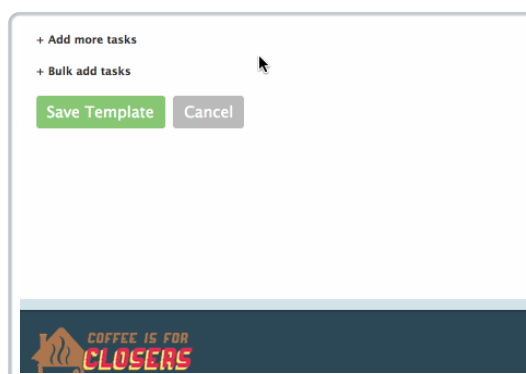 + Add more tasks
+ Bulk add tasks
Save Template Cancel
COFFEE IS FOR
CLOSERS